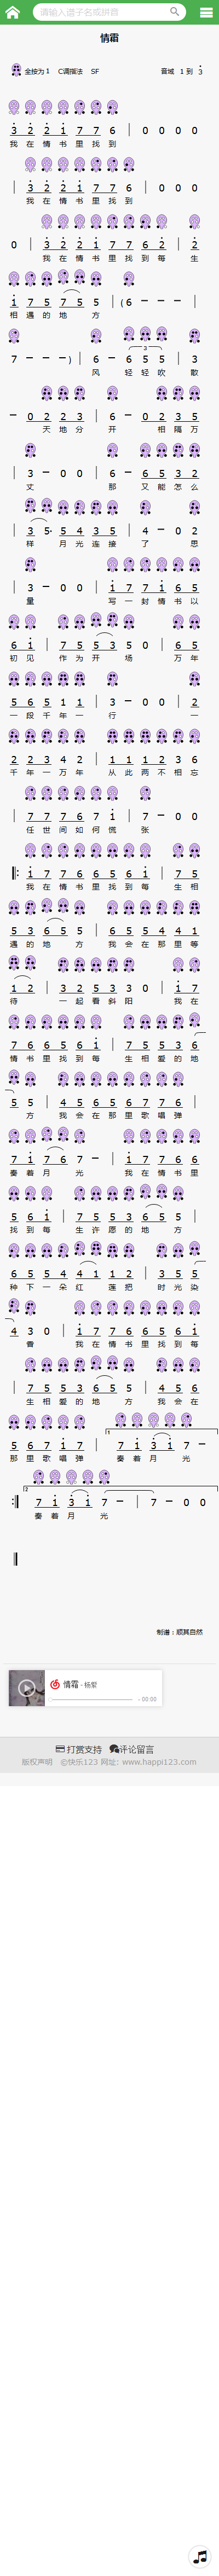 请输入谱子名或拼音
情霜
全按为 1 C调指法 SF 音域 1 到 3
3 2 2 1 7 7 6 | 0 0 0 0
我 在 情 书 里 找 到
| 3 2 2 1 7 7 6 | 0 0
我 在 情 书 里 找 到
0 | 3 2 2 1 7 7 6 2 | 2
我 在 情 书 里 找 到 每 生
1 7 5 7 5 5 | ( 6 — — — |
相 遇 的 地 方
7 — — — ) | 6 — 6 5 5 | 3
3
风 轻 轻 吹 散
— 0 2 2 3 | 6 — 0 2 3 5
天 地 分 开 相 隔 万
| 3 — 0 0 | 6 — 6 5 3 2
丈 那 又 能 怎 么
| 3 5· 5 4 3 5 | 4 — 0 2
样 月 光 连 接 了 思
| 3 — 0 0 | 1 7 7 1 6 5
量 写 一 封 情 书 以
6 1 | 7 5 5 3 5 0 | 6 5
初 见 作 为 开 场 万 年
5 6 5 1 1 | 3 — 0 0 | 2
一 段 千 年 一 行 一
2 2 3 4 2 | 1 1 1 2 3 6
千 年 一 万 年 从 此 两 不 相 忘
| 7 7 7 6 7 1 | 7 — 0 0
任 世 间 如 何 慌 张
‖: 1 7 7 6 6 5 6 1 | 7 5
我 在 情 书 里 找 到 每 生 相
5 3 6 5 5 | 6 5 5 4 4 1
遇 的 地 方 我 会 在 那 里 等
1 2 | 3 2 5 3 3 0 | 1 7
待 一 起 看 斜 阳 我 在
7 6 6 5 6 1 | 7 5 5 3 6
情 书 里 找 到 每 生 相 爱 的 地
5 5 | 4 5 6 5 6 7 7 6 |
方 我 会 在 那 里 歌 唱 弹
7 1 7 6 7 — | 1 7 7 6 6
奏 着 月 光 我 在 情 书 里
5 6 1 | 7 5 5 3 6 5 5 |
找 到 每 生 许 愿 的 地 方
6 5 5 4 4 1 1 2 | 3 5 5
种 下 一 朵 红 莲 把 时 光 染
4 3 0 | 1 7 7 6 6 5 6 1
香 我 在 情 书 里 找 到 每
| 7 5 5 3 6 5 5 | 4 5 6
生 相 爱 的 地 方 我 会 在
1
5 6 7 1 7 | 7 1 3 1 7 —
那 里 歌 唱 弹 奏 着 月 光
2
:‖ 7 1 3 1 7 — | 7 — 0 0
奏 着 月 光
制谱：顺其自然
情霜 - 杨紫
- 00:00
打赏支持 评论留言
版权声明 ©快乐123 网址: www.happi123.com